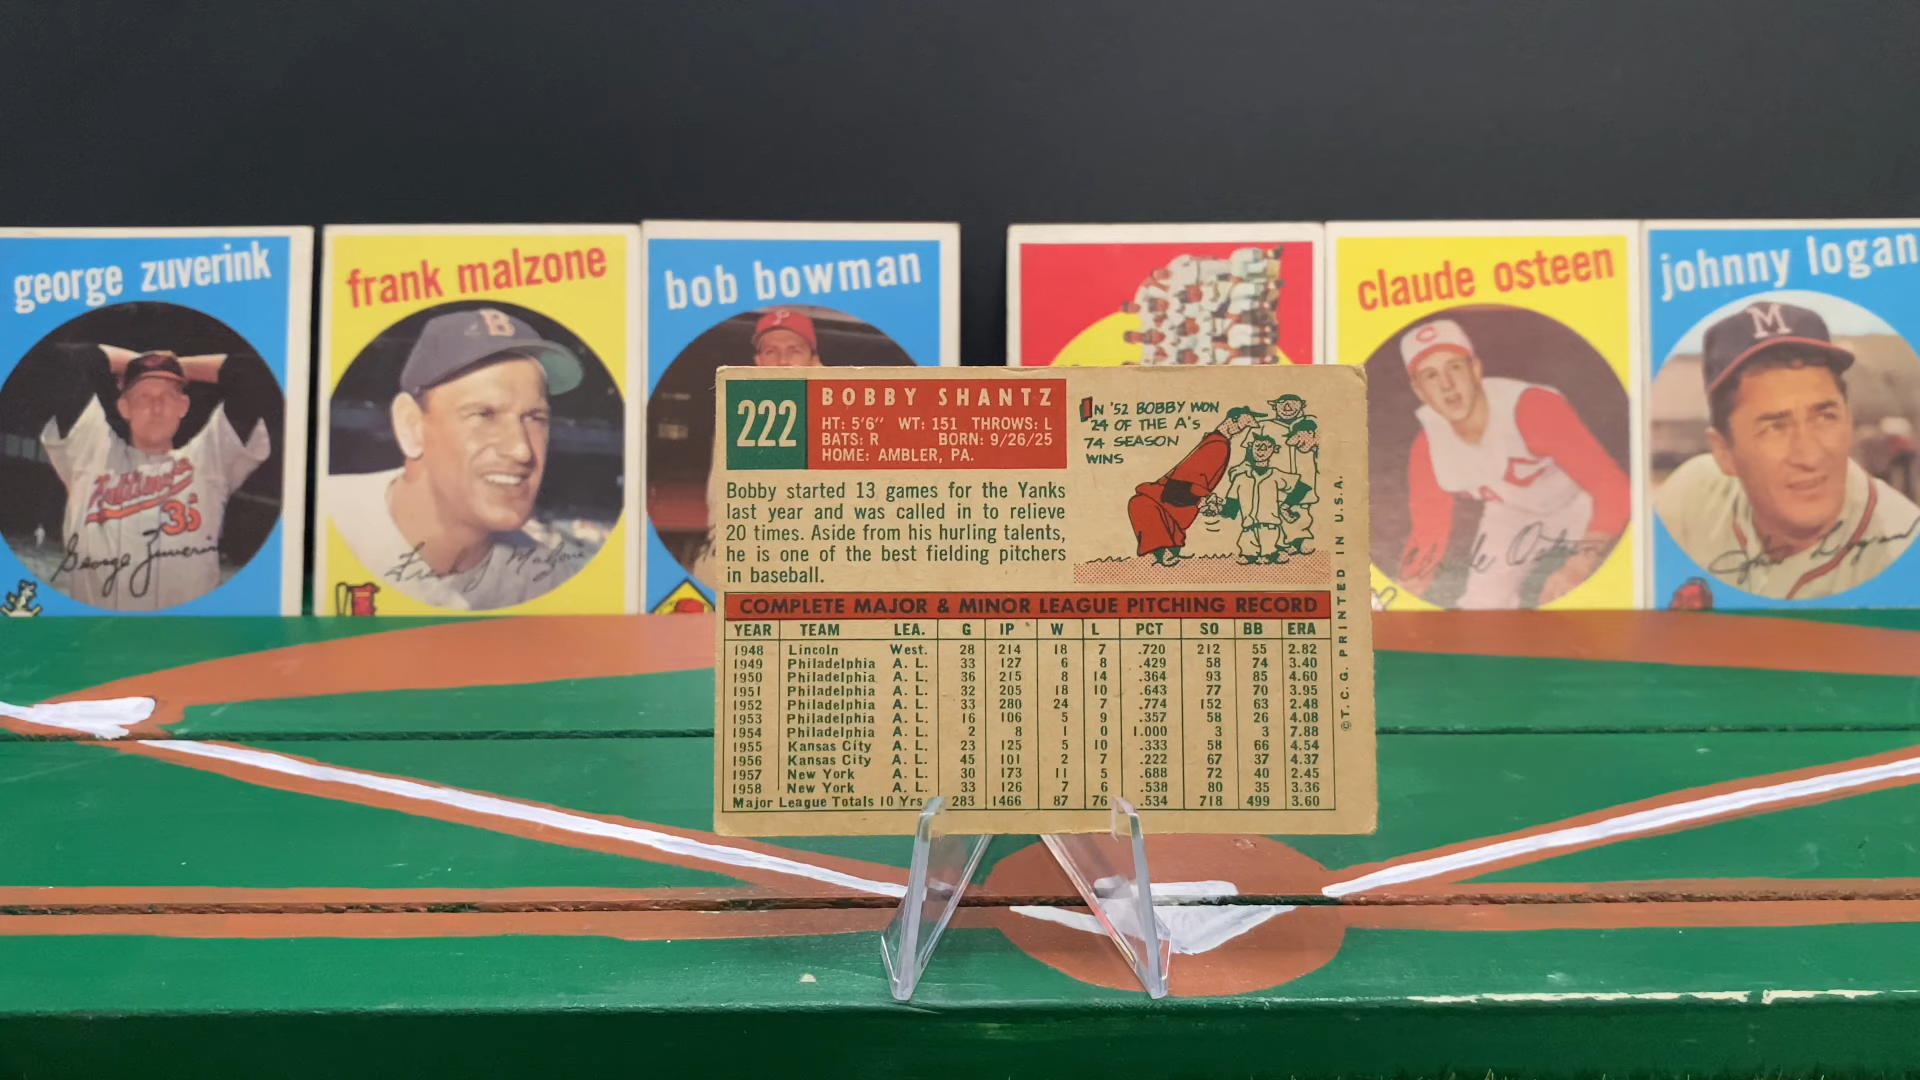 george zuverink
frank malzone
bob bowman
claude osteen
johnny logan
B
P
C
M
35
George Zuverink
Frank J Malzone
Claude Osteen
John Logan
222
BOBBY SHANTZ
HT: 5'6" WT: 151 THROWS: L
BATS: R BORN: 9/26/25
HOME: AMBLER, PA.
IN '52 BOBBY WON
24 OF THE A's
74 SEASON
WINS
Bobby started 13 games for the Yanks
last year and was called in to relieve
20 times. Aside from his hurling talents,
he is one of the best fielding pitchers
in baseball.
COMPLETE MAJOR & MINOR LEAGUE PITCHING RECORD
YEAR TEAM LEA. G IP W L PCT SO BB ERA
1948 Lincoln West. 28 214 18 7 .720 212 55 2.82
1949 Philadelphia A. L. 33 127 6 8 .429 58 74 3.40
1950 Philadelphia A. L. 36 215 8 14 .364 93 85 4.60
1951 Philadelphia A. L. 32 205 18 10 .643 77 70 3.95
1952 Philadelphia A. L. 33 280 24 7 .774 152 63 2.48
1953 Philadelphia A. L. 16 106 5 9 .357 58 26 4.08
1954 Philadelphia A. L. 2 8 1 0 1.000 3 3 7.88
1955 Kansas City A. L. 23 125 5 10 .333 58 66 4.54
1956 Kansas City A. L. 45 101 2 7 .222 67 37 4.37
1957 New York A. L. 30 173 11 5 .688 72 40 2.45
1958 New York A. L. 33 126 7 6 .538 80 35 3.36
Major League Totals 10 Yrs. 283 1466 87 76 .534 718 499 3.60
©T.C.G. PRINTED IN U.S.A.